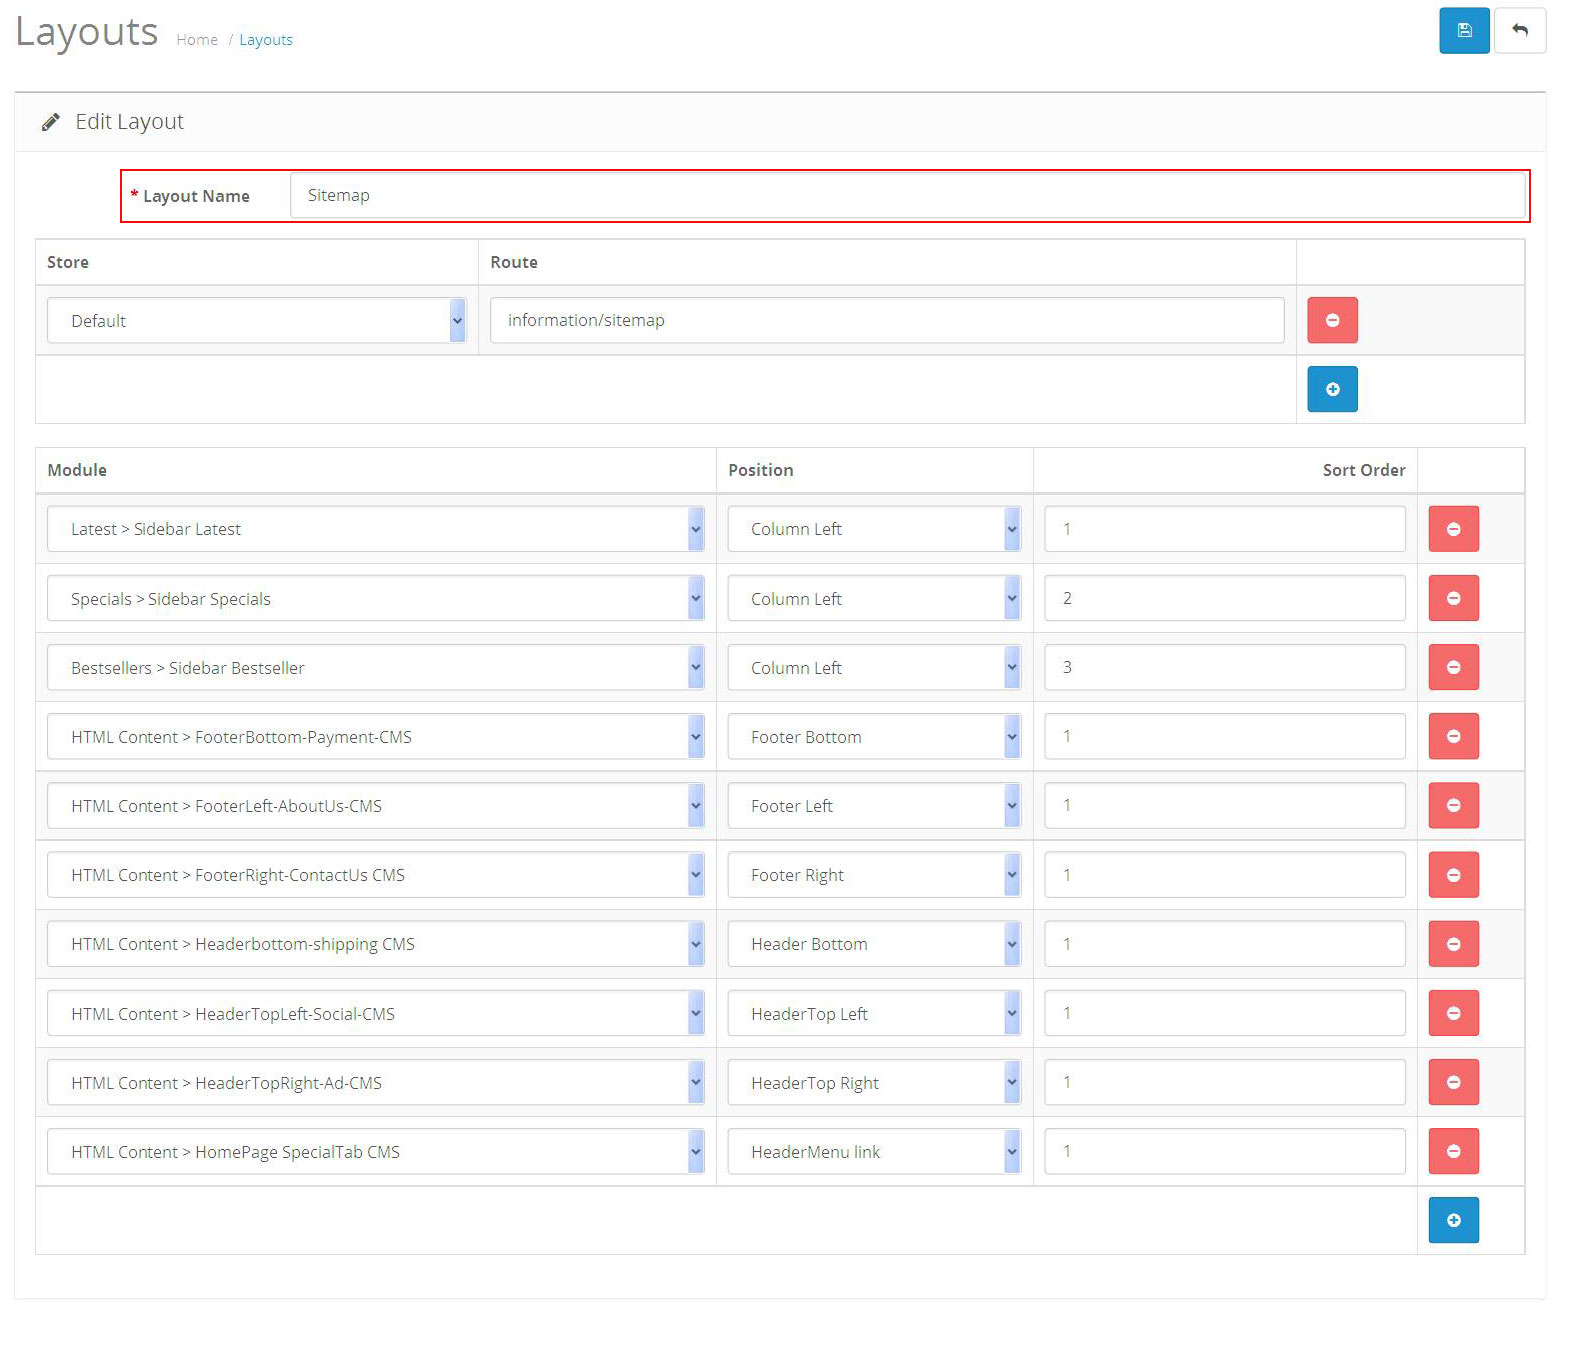 Layouts Home / Layouts
Edit Layout
* Layout Name Sitemap
Store Route
Default information/sitemap
Module Position Sort Order
Latest > Sidebar Latest Column Left 1
Specials > Sidebar Specials Column Left 2
Bestsellers > Sidebar Bestseller Column Left 3
HTML Content > FooterBottom-Payment-CMS Footer Bottom 1
HTML Content > FooterLeft-AboutUs-CMS Footer Left 1
HTML Content > FooterRight-ContactUs CMS Footer Right 1
HTML Content > Headerbottom-shipping CMS Header Bottom 1
HTML Content > HeaderTopLeft-Social-CMS HeaderTop Left 1
HTML Content > HeaderTopRight-Ad-CMS HeaderTop Right 1
HTML Content > HomePage SpecialTab CMS HeaderMenu link 1